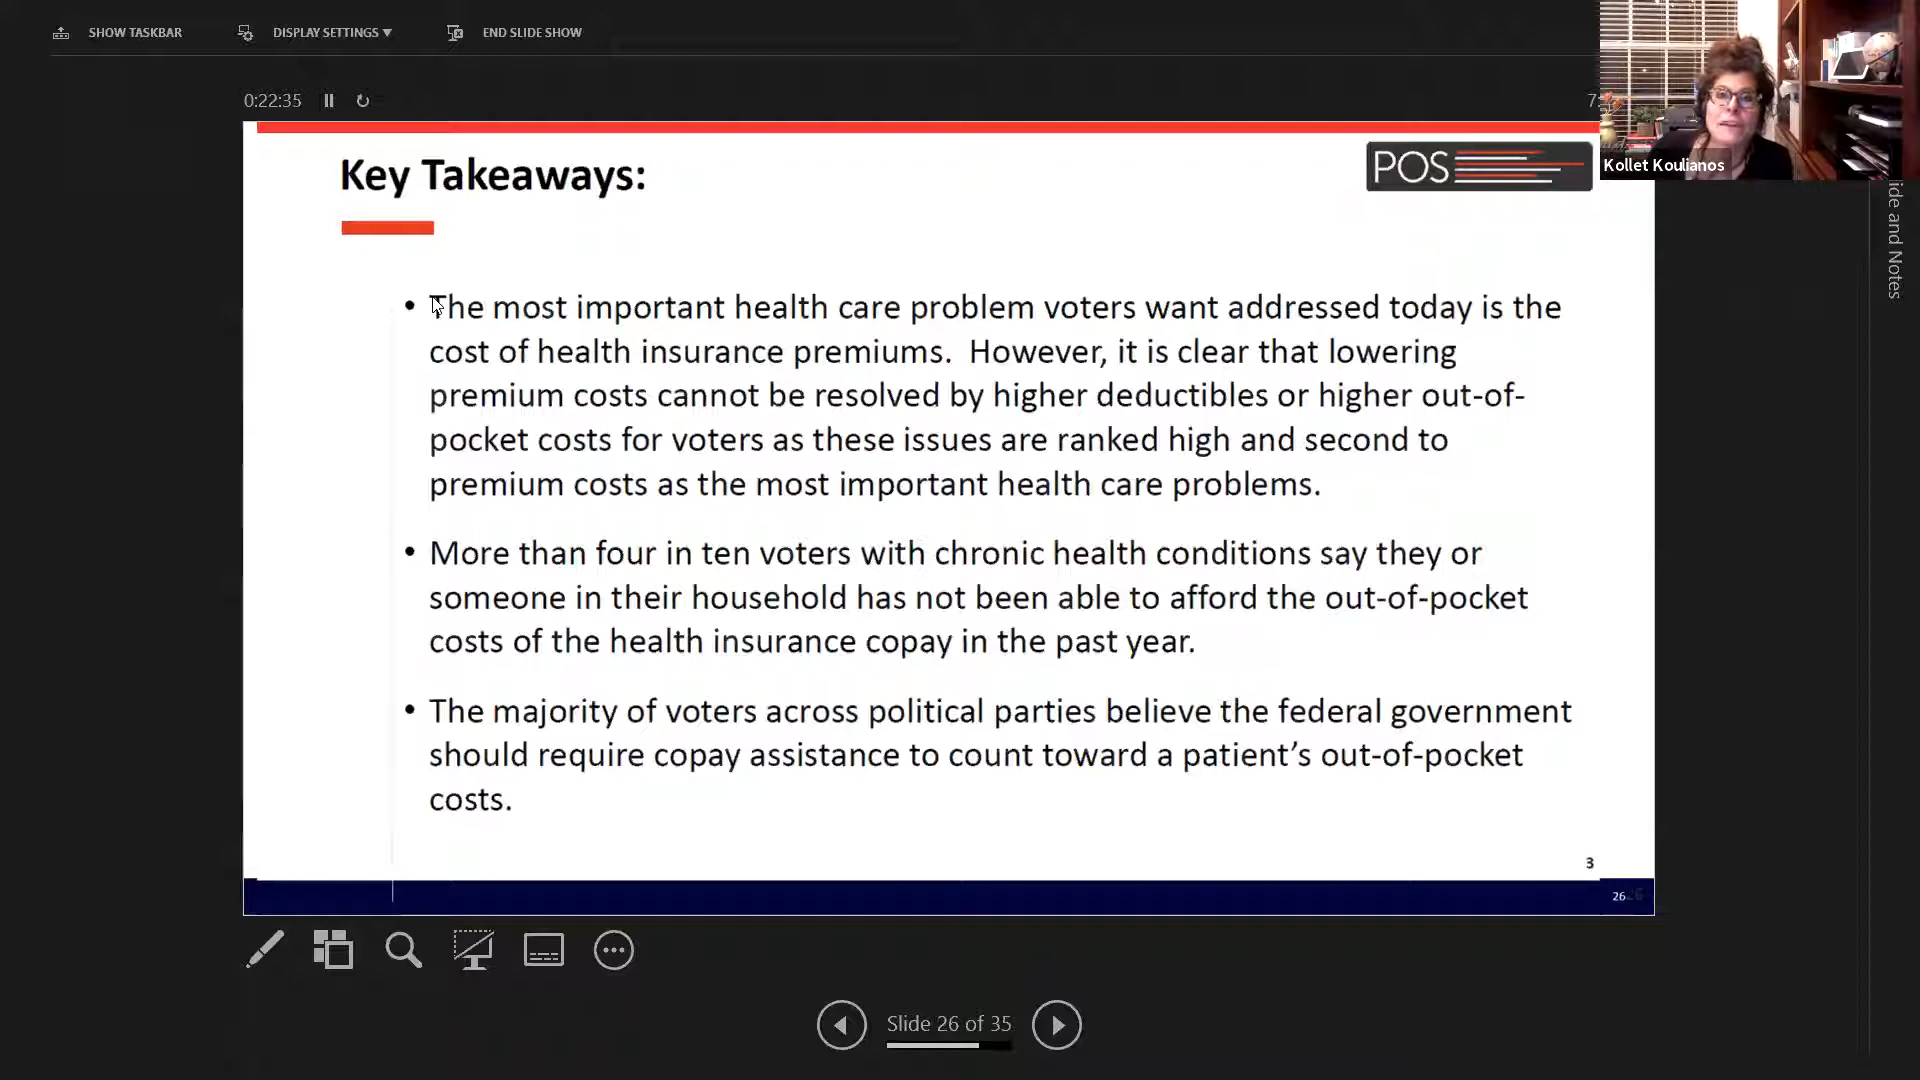 SHOW TASKBAR
DISPLAY SETTINGS ▼
END SLIDE SHOW
0:22:35
Kollet Koulianos
Key Takeaways:
POS
• The most important health care problem voters want addressed today is the
cost of health insurance premiums. However, it is clear that lowering
premium costs cannot be resolved by higher deductibles or higher out-of-
pocket costs for voters as these issues are ranked high and second to
premium costs as the most important health care problems.
• More than four in ten voters with chronic health conditions say they or
someone in their household has not been able to afford the out-of-pocket
costs of the health insurance copay in the past year.
• The majority of voters across political parties believe the federal government
should require copay assistance to count toward a patient’s out-of-pocket
costs.
3
26
and Notes
Slide 26 of 35